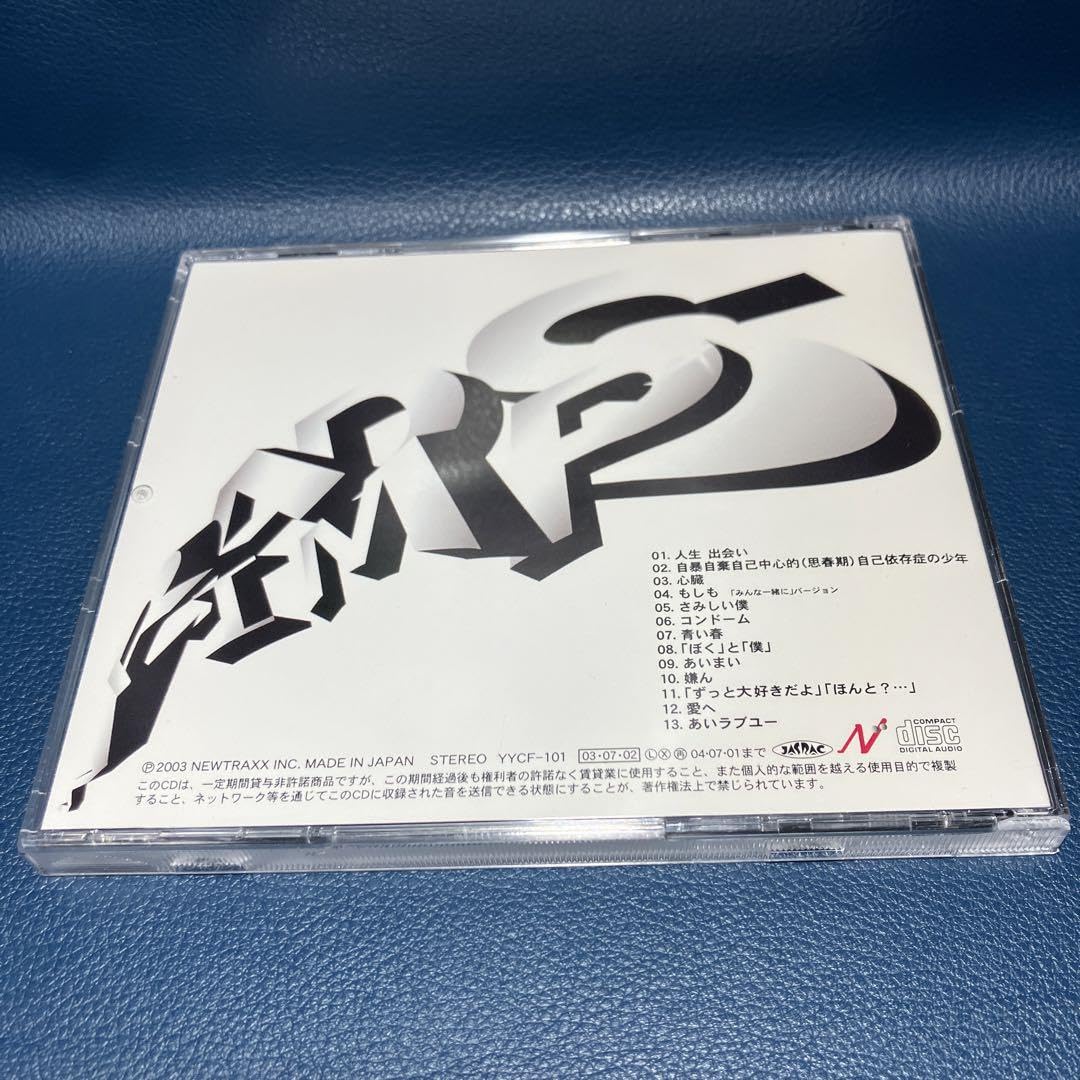 RADWIMPS
01. 人生 出会い
02. 自暴自棄自己中心的(思春期)自己依存症の少年
03. 心臓
04. もしも 「みんな一緒に」バージョン
05. さみしい僕
06. コンドーム
07. 青い春
08. 「ぼく」と「僕」
09. あいまい
10. 嫌ん
11. 「ずっと大好きだよ」「ほんと?…」
12. 愛へ
13. あいラブユー
Ⓟ2003 NEWTRAXX INC. MADE IN JAPAN STEREO YYCF-101 03·07·02 Ⓛ Ⓧ ㊞ 04·07·01まで JASRAC N COMPACT disc DIGITAL AUDIO
このCDは、一定期間貸与非許諾商品ですが、この期間経過後も権利者の許諾なく賃貸業に使用すること、また個人的な範囲を越える使用目的で複製
すること、ネットワーク等を通じてこのCDに収録された音を送信できる状態にすることが、著作権法上で禁じられています。